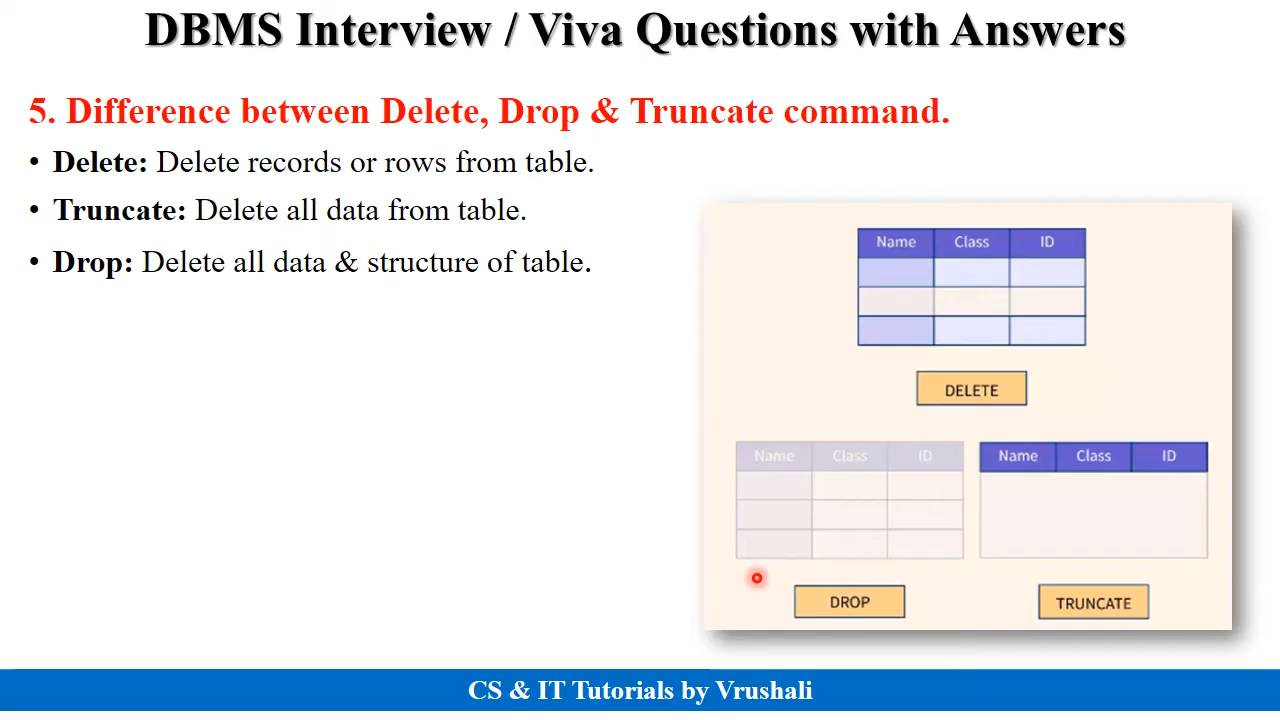 DBMS Interview / Viva Questions with Answers
5. Difference between Delete, Drop & Truncate command.
• Delete: Delete records or rows from table.
• Truncate: Delete all data from table.
• Drop: Delete all data & structure of table.
Name Class ID
DELETE
Name Class ID
DROP
Name Class ID
TRUNCATE
CS & IT Tutorials by Vrushali